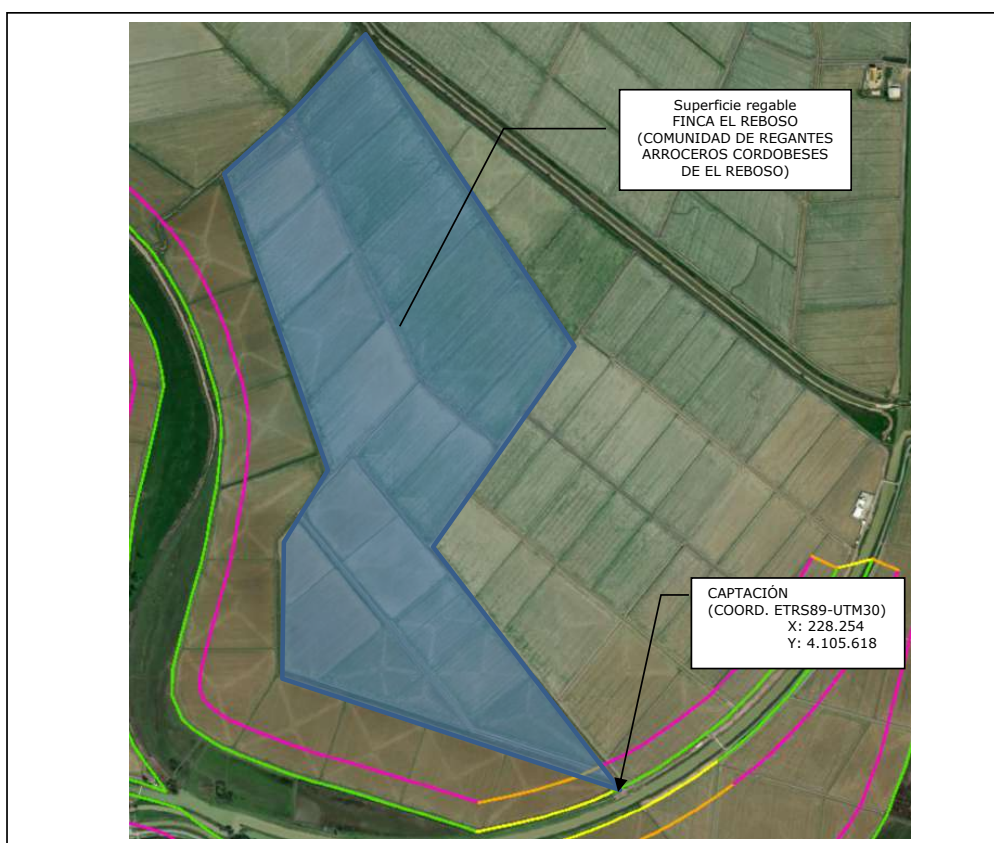 Superficie regable
FINCA EL REBOSO
(COMUNIDAD DE REGANTES
ARROCEROS CORDOBESES
DE EL REBOSO)
CAPTACIÓN
(COORD. ETRS89-UTM30)
X: 228.254
Y: 4.105.618